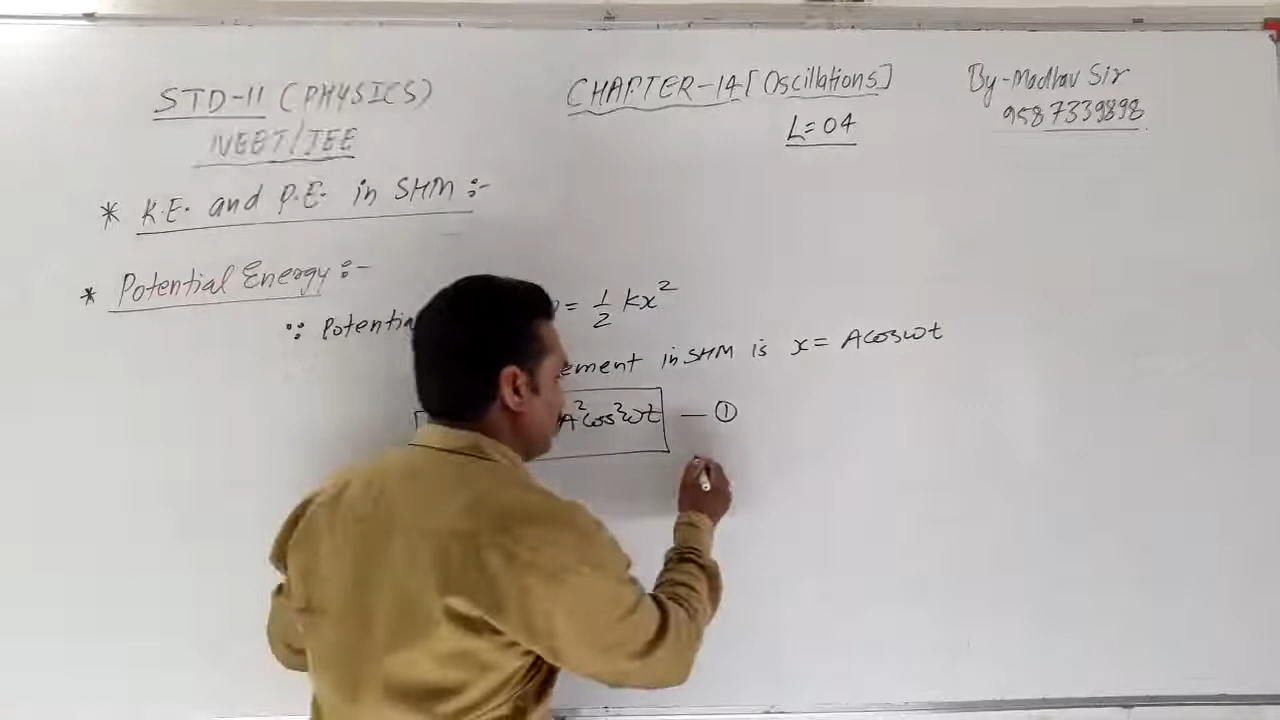 STD-11 (PHYSICS)
NEET/JEE
CHAPTER-14 [Oscillations]
L=04
By-Madhav Sir
9587339898
* K.E. and P.E. in SHM :-
* Potential Energy :-
∵ Potentia = 1/2 kx²
ement in SHM is x = A cosωt
A²cos²ωt — ①